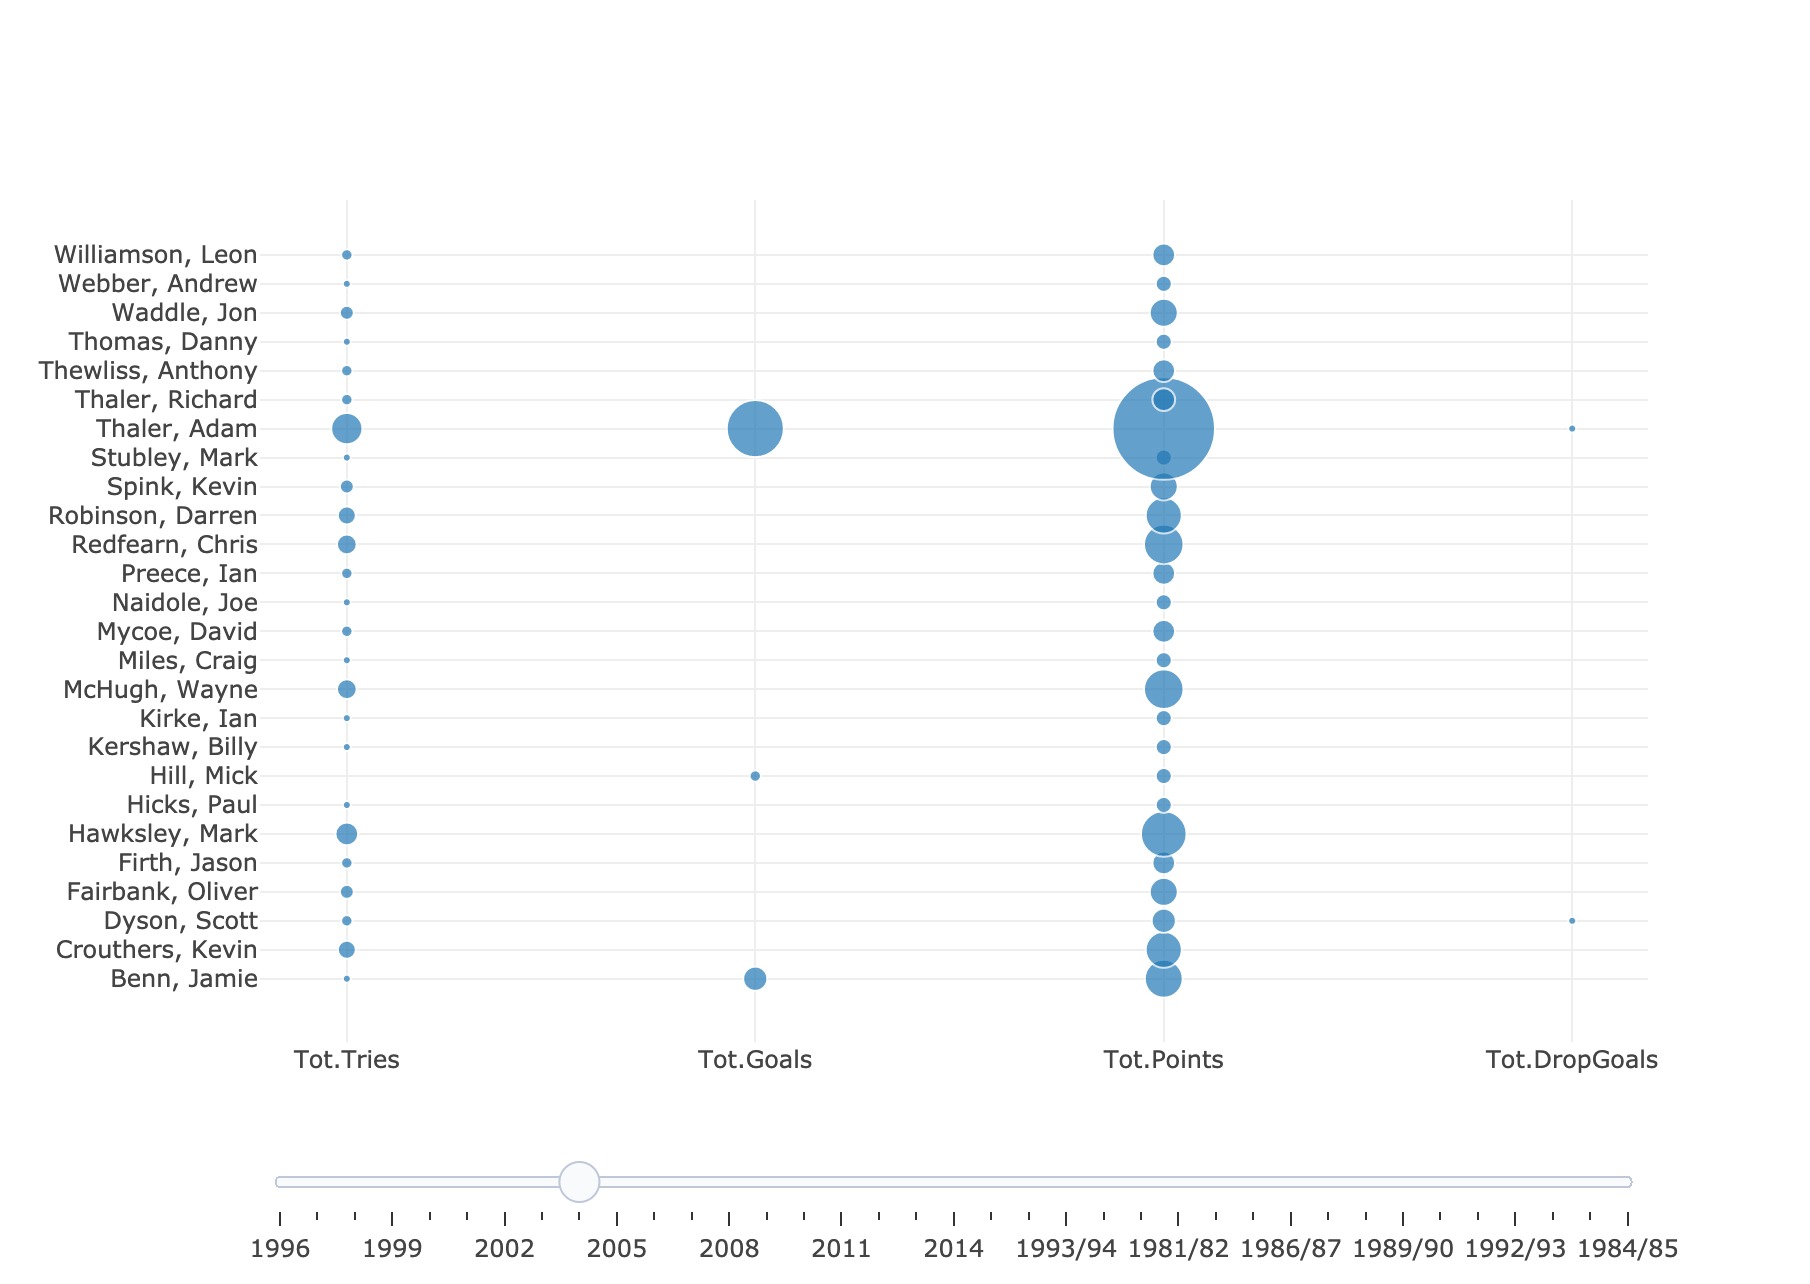 Williamson, Leon
Webber, Andrew
Waddle, Jon
Thomas, Danny
Thewliss, Anthony
Thaler, Richard
Thaler, Adam
Stubley, Mark
Spink, Kevin
Robinson, Darren
Redfearn, Chris
Preece, Ian
Naidole, Joe
Mycoe, David
Miles, Craig
McHugh, Wayne
Kirke, Ian
Kershaw, Billy
Hill, Mick
Hicks, Paul
Hawksley, Mark
Firth, Jason
Fairbank, Oliver
Dyson, Scott
Crouthers, Kevin
Benn, Jamie
Tot.Tries Tot.Goals Tot.Points Tot.DropGoals
1996 1999 2002 2005 2008 2011 2014 1993/94 1981/82 1986/87 1989/90 1992/93 1984/85